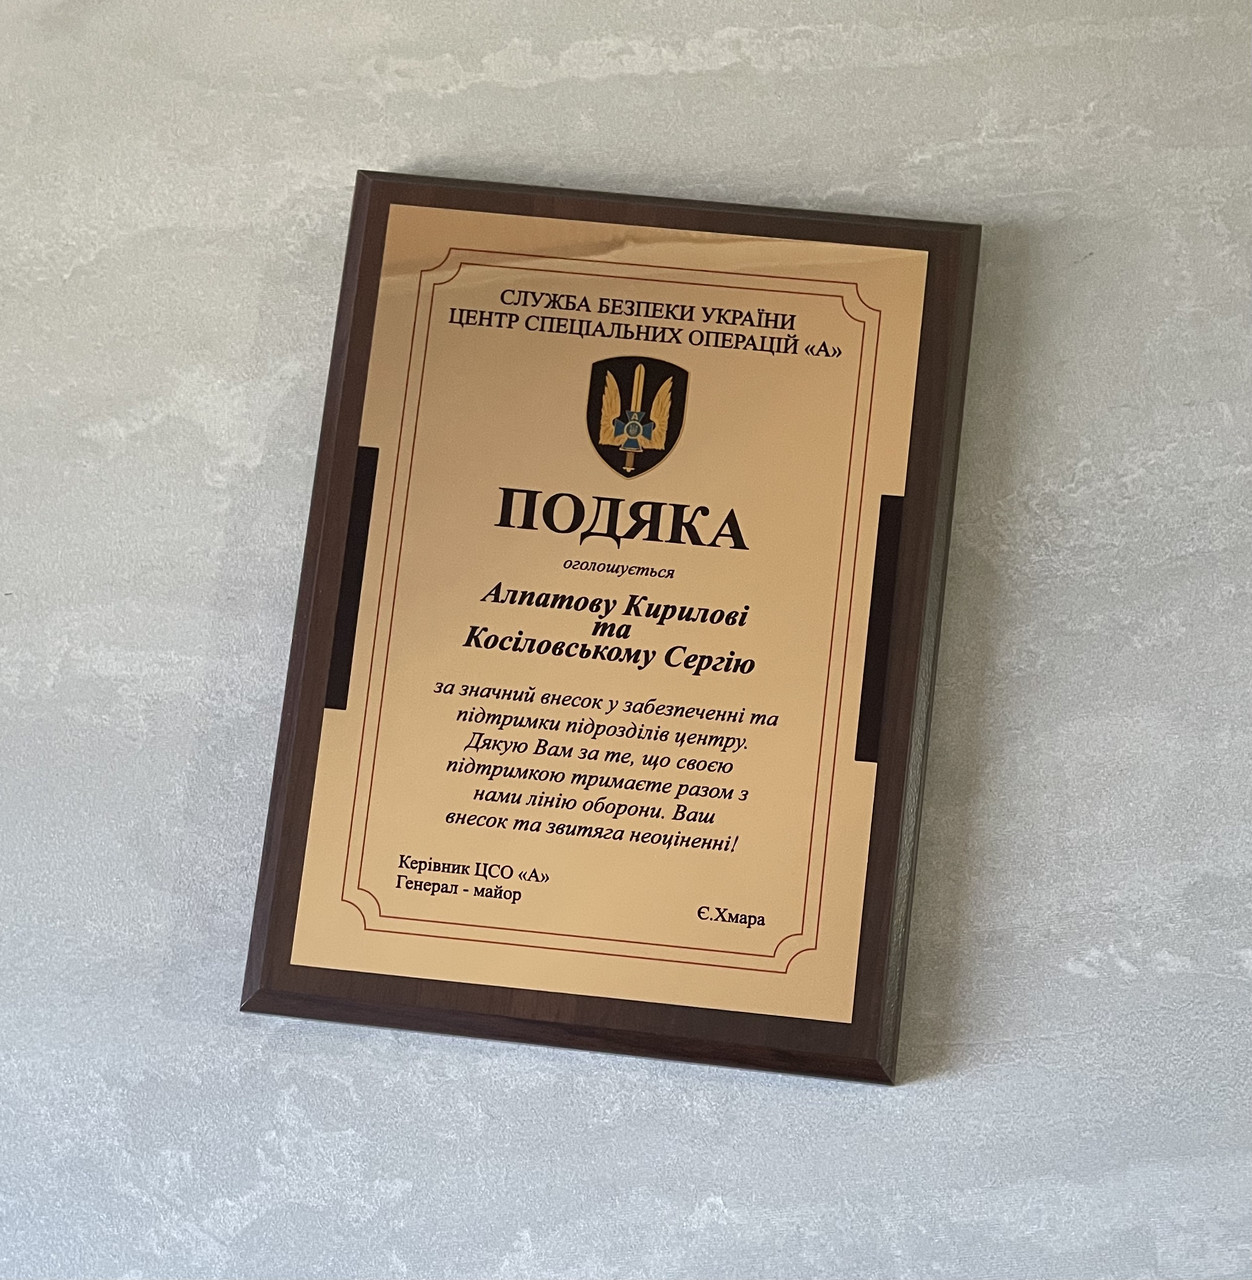 СЛУЖБА БЕЗПЕКИ УКРАЇНИ
ЦЕНТР СПЕЦІАЛЬНИХ ОПЕРАЦІЙ «А»
А
ПОДЯКА
оголошується
Алпатову Кирилові
та
Косіловському Сергію
за значний внесок у забезпеченні та
підтримки підрозділів центру.
Дякую Вам за те, що своєю
підтримкою тримаєте разом з
нами лінію оборони. Ваш
внесок та звитяга неоціненні!
Керівник ЦСО «А»
Генерал - майор
Є.Хмара